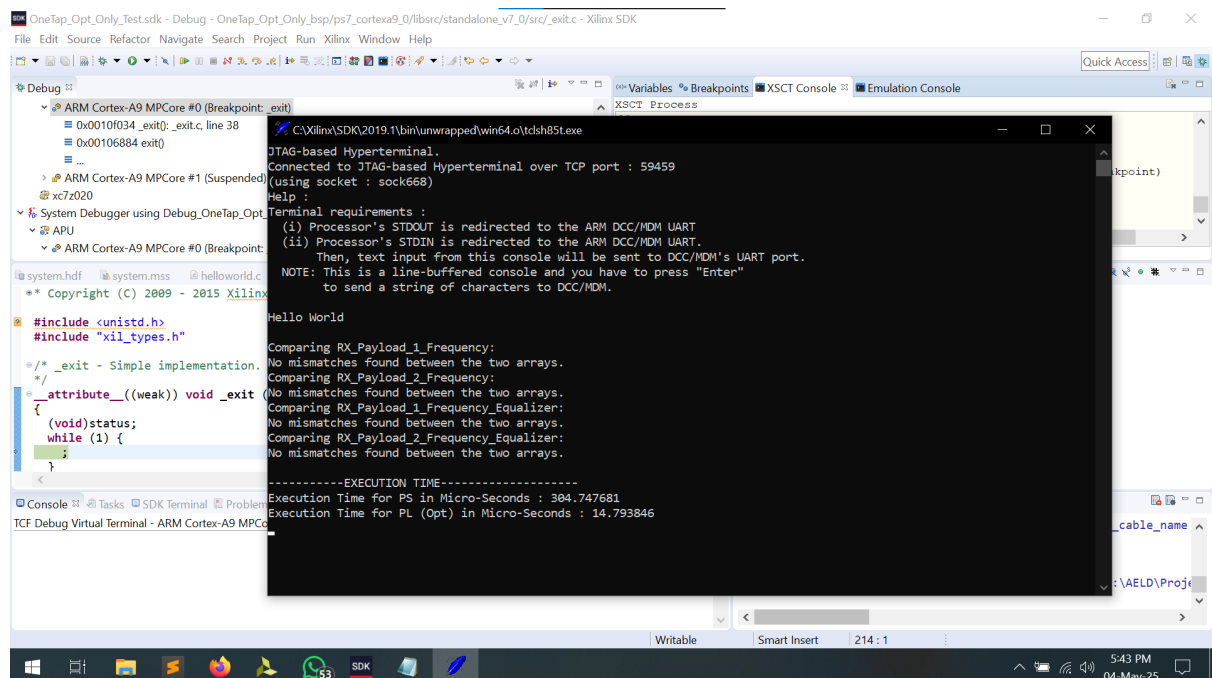 OneTap_Opt_Only_Test.sdk - Debug - OneTap_Opt_Only_bsp/ps7_cortexa9_0/libsrc/standalone_v7_0/src/_exit.c - Xilinx SDK
File Edit Source Refactor Navigate Search Project Run Xilinx Window Help
Quick Access
Debug
Variables Breakpoints XSCT Console Emulation Console
ARM Cortex-A9 MPCore #0 (Breakpoint: _exit)
XSCT Process
0x0010f034 _exit(): _exit.c, line 38
0x00106884 exit()
...
ARM Cortex-A9 MPCore #1 (Suspended)
kpoint)
xc7z020
System Debugger using Debug_OneTap_Opt_
APU
ARM Cortex-A9 MPCore #0 (Breakpoint:
system.hdf system.mss helloworld.c
* Copyright (C) 2009 - 2015 Xilinx
#include <unistd.h>
#include "xil_types.h"
/* _exit - Simple implementation.
*/
__attribute__((weak)) void _exit (
{
(void)status;
while (1) {
;
}
Console Tasks SDK Terminal Problem
TCF Debug Virtual Terminal - ARM Cortex-A9 MPCo
C:\Xilinx\SDK\2019.1\bin\unwrapped\win64.o\tclsh85t.exe
JTAG-based Hyperterminal.
Connected to JTAG-based Hyperterminal over TCP port : 59459
(using socket : sock668)
Help :
Terminal requirements :
(i) Processor's STDOUT is redirected to the ARM DCC/MDM UART
(ii) Processor's STDIN is redirected to the ARM DCC/MDM UART.
Then, text input from this console will be sent to DCC/MDM's UART port.
NOTE: This is a line-buffered console and you have to press "Enter"
to send a string of characters to DCC/MDM.
Hello World
Comparing RX_Payload_1_Frequency:
No mismatches found between the two arrays.
Comparing RX_Payload_2_Frequency:
No mismatches found between the two arrays.
Comparing RX_Payload_1_Frequency_Equalizer:
No mismatches found between the two arrays.
Comparing RX_Payload_2_Frequency_Equalizer:
No mismatches found between the two arrays.
-----------EXECUTION TIME--------------------
Execution Time for PS in Micro-Seconds : 304.747681
Execution Time for PL (Opt) in Micro-Seconds : 14.793846
_cable_name
:\AELD\Proje
Writable Smart Insert 214 : 1
53
SDK
5:43 PM
04-May-25